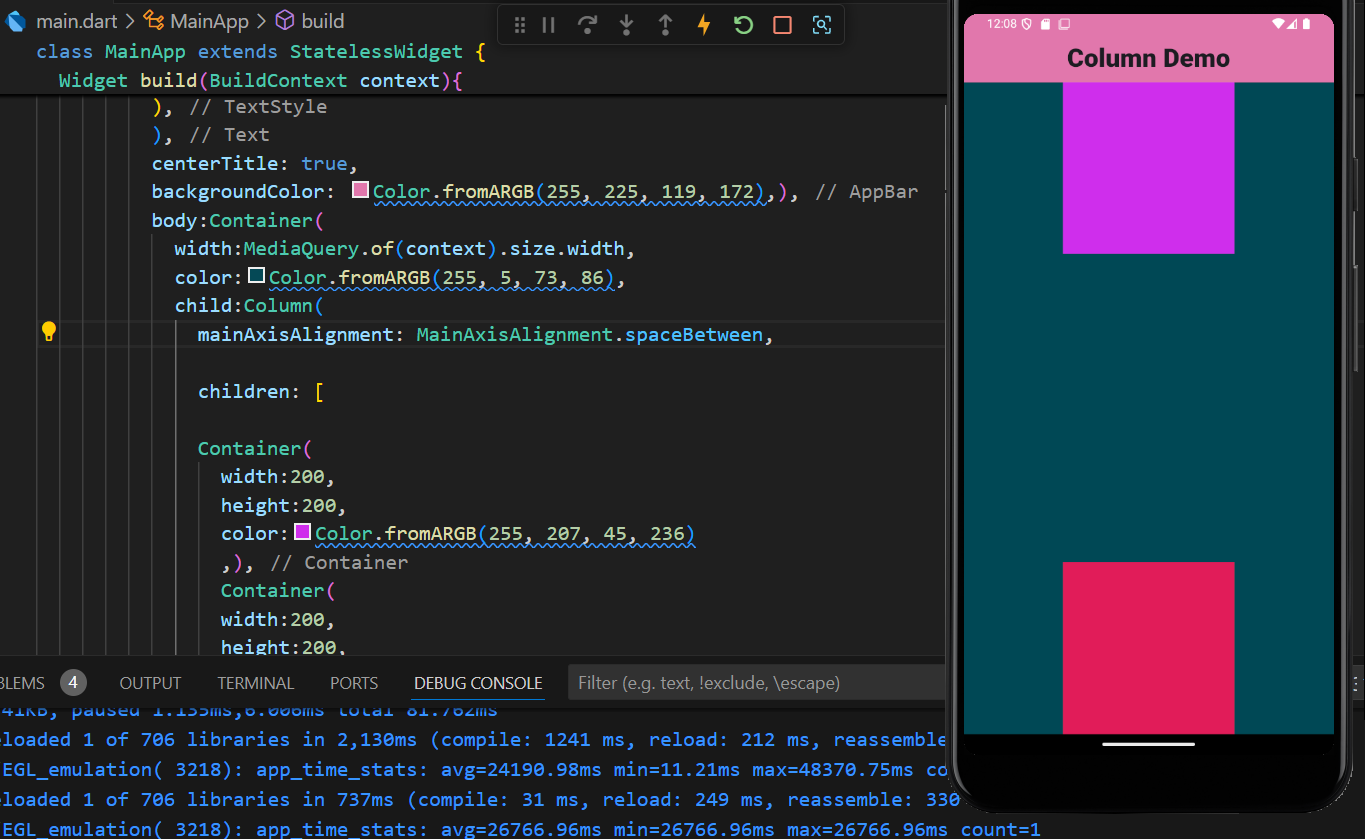 main.dart > MainApp > build
class MainApp extends StatelessWidget {
Widget build(BuildContext context){
), // TextStyle
), // Text
centerTitle: true,
backgroundColor: Color.fromARGB(255, 225, 119, 172),), // AppBar
body:Container(
width:MediaQuery.of(context).size.width,
color:Color.fromARGB(255, 5, 73, 86),
child:Column(
mainAxisAlignment: MainAxisAlignment.spaceBetween,
children: [
Container(
width:200,
height:200,
color:Color.fromARGB(255, 207, 45, 236)
,), // Container
Container(
width:200,
height:200,
BLEMS 4 OUTPUT TERMINAL PORTS DEBUG CONSOLE Filter (e.g. text, !exclude, \escape)
41KB, paused 1.135ms,6.006ms total 81.762ms
loaded 1 of 706 libraries in 2,130ms (compile: 1241 ms, reload: 212 ms, reassemble
EGL_emulation( 3218): app_time_stats: avg=24190.98ms min=11.21ms max=48370.75ms co
loaded 1 of 706 libraries in 737ms (compile: 31 ms, reload: 249 ms, reassemble: 330
EGL_emulation( 3218): app_time_stats: avg=26766.96ms min=26766.96ms max=26766.96ms count=1
12:08
Column Demo